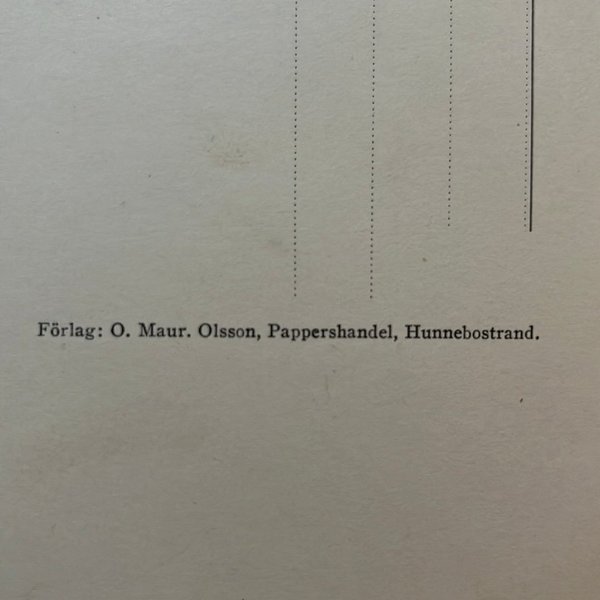 Förlag: O. Maur. Olsson, Pappershandel, Hunnebostrand.